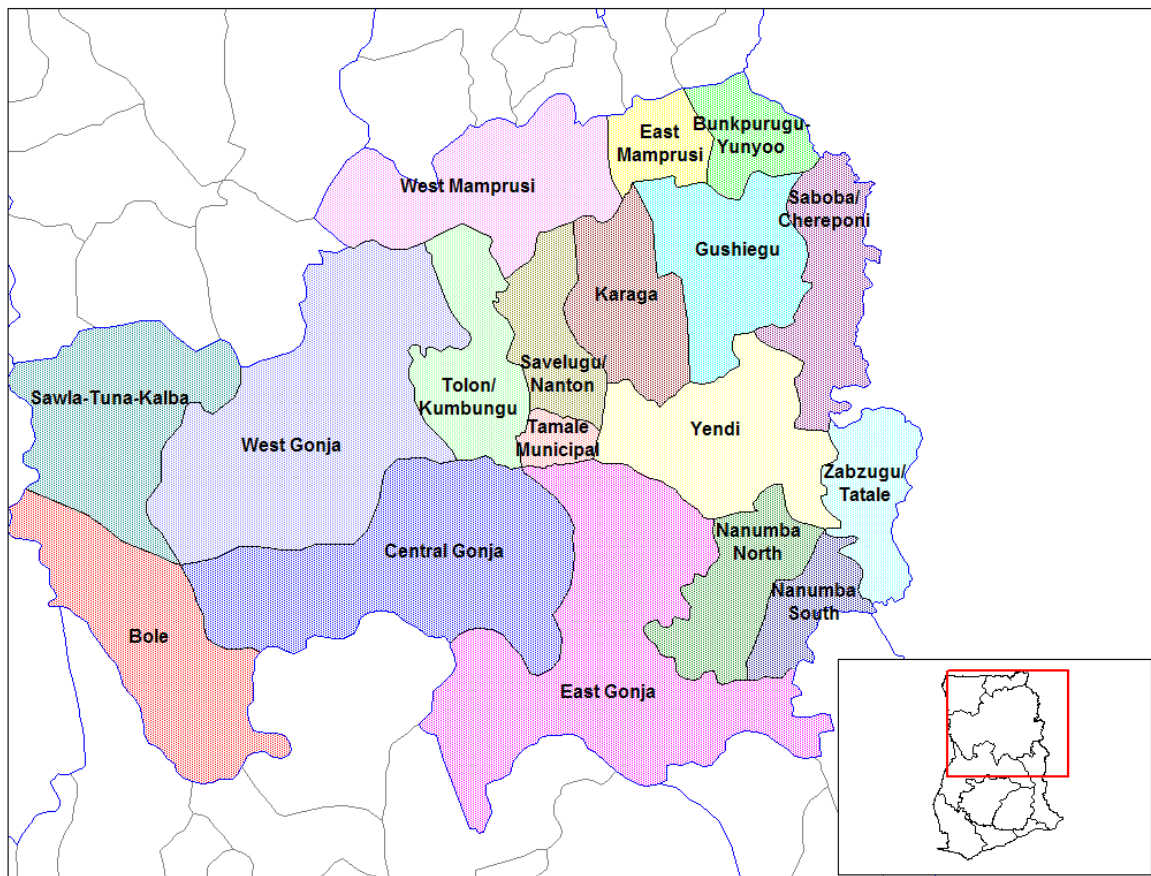 East
Mamprusi
Bunkpurugu-
Yunyoo
West Mamprusi
Saboba/
Chereponi
Gushiegu
Karaga
Savelugu/
Nanton
Tolon/
Kumbungu
Sawla-Tuna-Kalba
West Gonja
Tamale
Municipal
Yendi
Zabzugu/
Tatale
Nanumba
North
Central Gonja
Nanumba
South
Bole
East Gonja